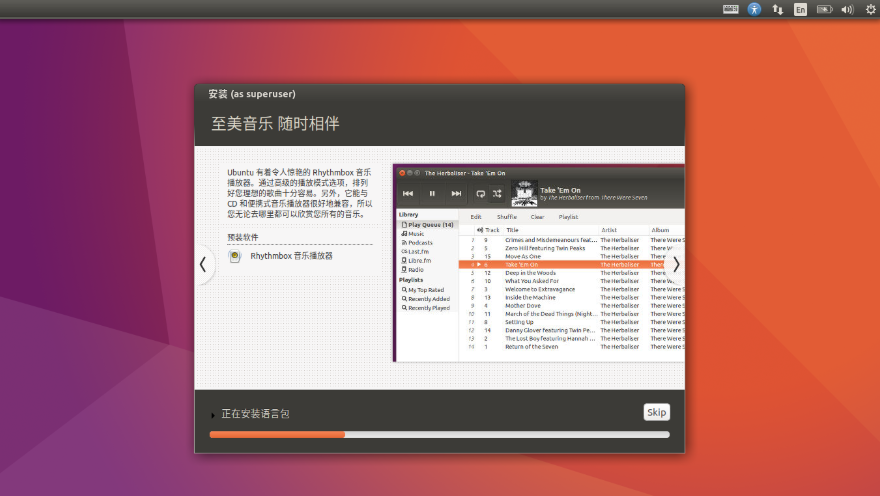 En
安装 (as superuser)
至美音乐 随时相伴
Ubuntu 有着令人惊艳的 Rhythmbox 音乐
播放器。通过高级的播放模式选项，排列
好您理想的歌曲十分容易。另外，它能与
CD 和便携式音乐播放器很好地兼容，所以
您无论去哪里都可以欣赏您所有的音乐。
预装软件
Rhythmbox 音乐播放器
The Herbaliser - Take 'Em On
Take 'Em On
by The Herbaliser from There Were Seven
Library
Play Queue (14)
Music
Podcasts
Last.fm
Libre.fm
Radio
Playlists
My Top Rated
Recently Added
Recently Played
Edit Shuffle Clear Playlist
Track Title Artist Album
1 9 Crimes and Misdemeanours feat... The Herbaliser There Were S
2 5 Zero Hill featuring Twin Peaks The Herbaliser There Were S
3 15 Move As One The Herbaliser There We
6 Take 'Em On The Herbaliser There
5 12 Deep in the Woods The Herbaliser There
6 10 What You Asked For The Herbaliser There We
7 3 Welcome to Extravagance The Herbaliser There Were S
8 13 Inside the Machine The Herbaliser There Were S
9 4 Mother Dove The Herbaliser There Were S
10 11 March of the Dead Things (Night... The Herbaliser There Were S
11 8 Setting Up The Herbaliser There Were S
12 14 Danny Glover featuring Twin Pe... The Herbaliser There Were S
13 2 The Lost Boy featuring Hannah ... The Herbaliser There Were S
14 1 Return of the Seven The Herbaliser There Were S
正在安装语言包
Skip